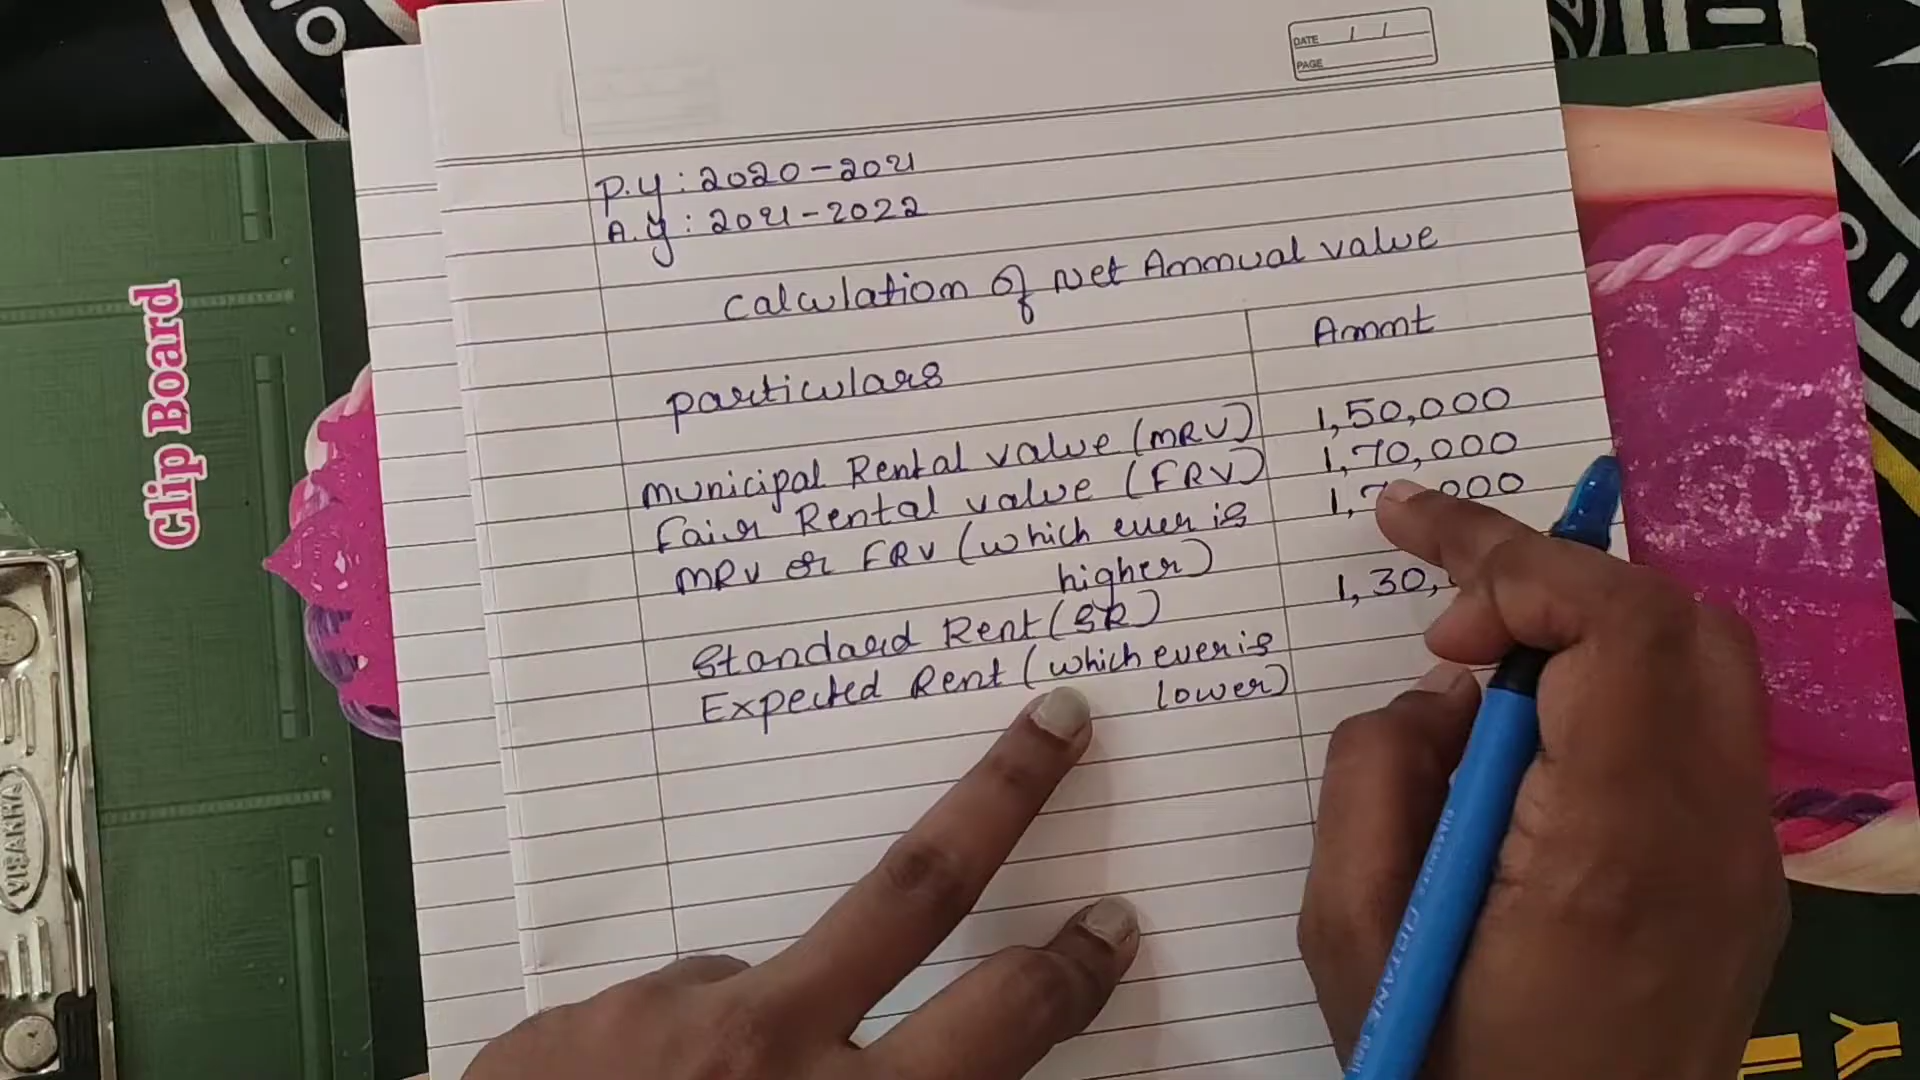 DATE / /
PAGE
P.Y : 2020-2021
A.Y : 2021-2022
Calculation of Net Annual value
Particulars Amnt
Municipal Rental value (MRV) 1,50,000
Fair Rental value (FRV) 1,70,000
MRV or FRV (which ever is
higher)
Standard Rent (SR) 1,30,
Expected Rent (which ever is
lower)
Clip Board
VISAKHA